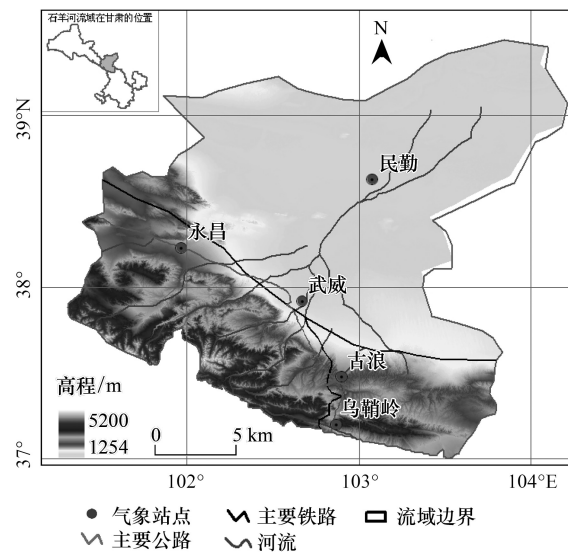 石羊河流域在甘肃的位置
N
39°N
民勤
永昌
38°
武威
古浪
高程/m
乌鞘岭
5200
1254
0 5 km
37°
102° 103° 104°E
气象站点 主要铁路 流域边界
主要公路 河流